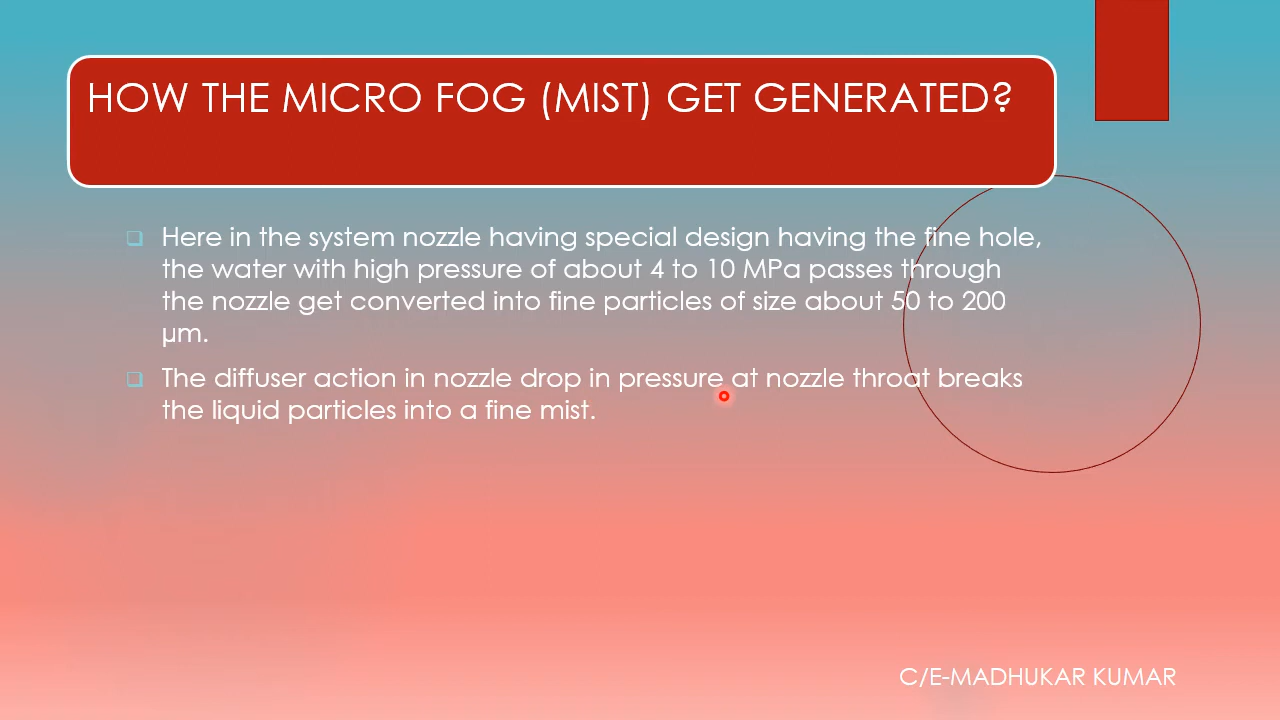 HOW THE MICRO FOG (MIST) GET GENERATED?
Here in the system nozzle having special design having the fine hole,
the water with high pressure of about 4 to 10 MPa passes through
the nozzle get converted into fine particles of size about 50 to 200
μm.
The diffuser action in nozzle drop in pressure at nozzle throat breaks
the liquid particles into a fine mist.
C/E-MADHUKAR KUMAR